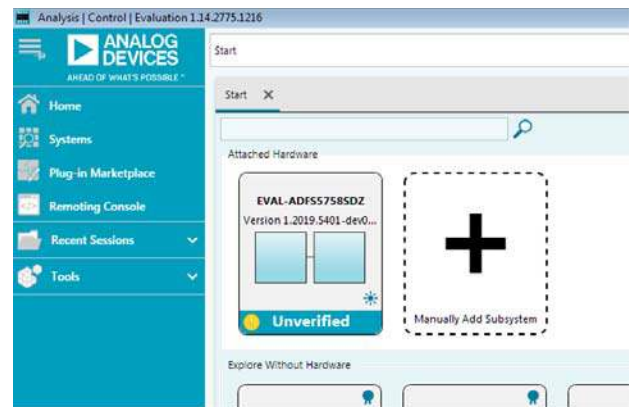 Analysis | Control | Evaluation 1.14.2775.1216
ANALOG
DEVICES
AHEAD OF WHAT'S POSSIBLE™
Home
Systems
Plug-in Marketplace
Remoting Console
Recent Sessions
Tools
Start
Start
Attached Hardware
EVAL-ADFS5758SDZ
Version 1.2019.5401-dev0...
Unverified
Manually Add Subsystem
Explore Without Hardware